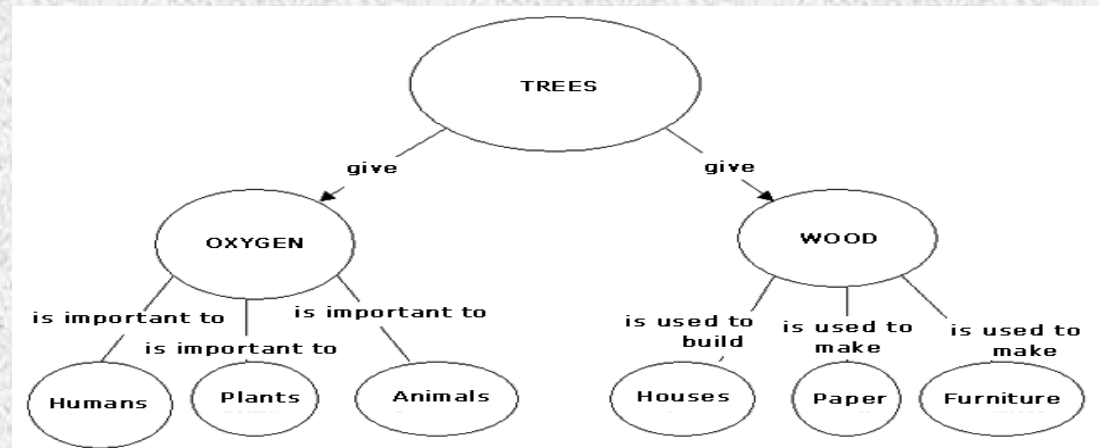 TREES
give
give
OXYGEN
WOOD
is important to
is important to
is important to
is used to
build
is used to
make
is used to
make
Humans
Plants
Animals
Houses
Paper
Furniture